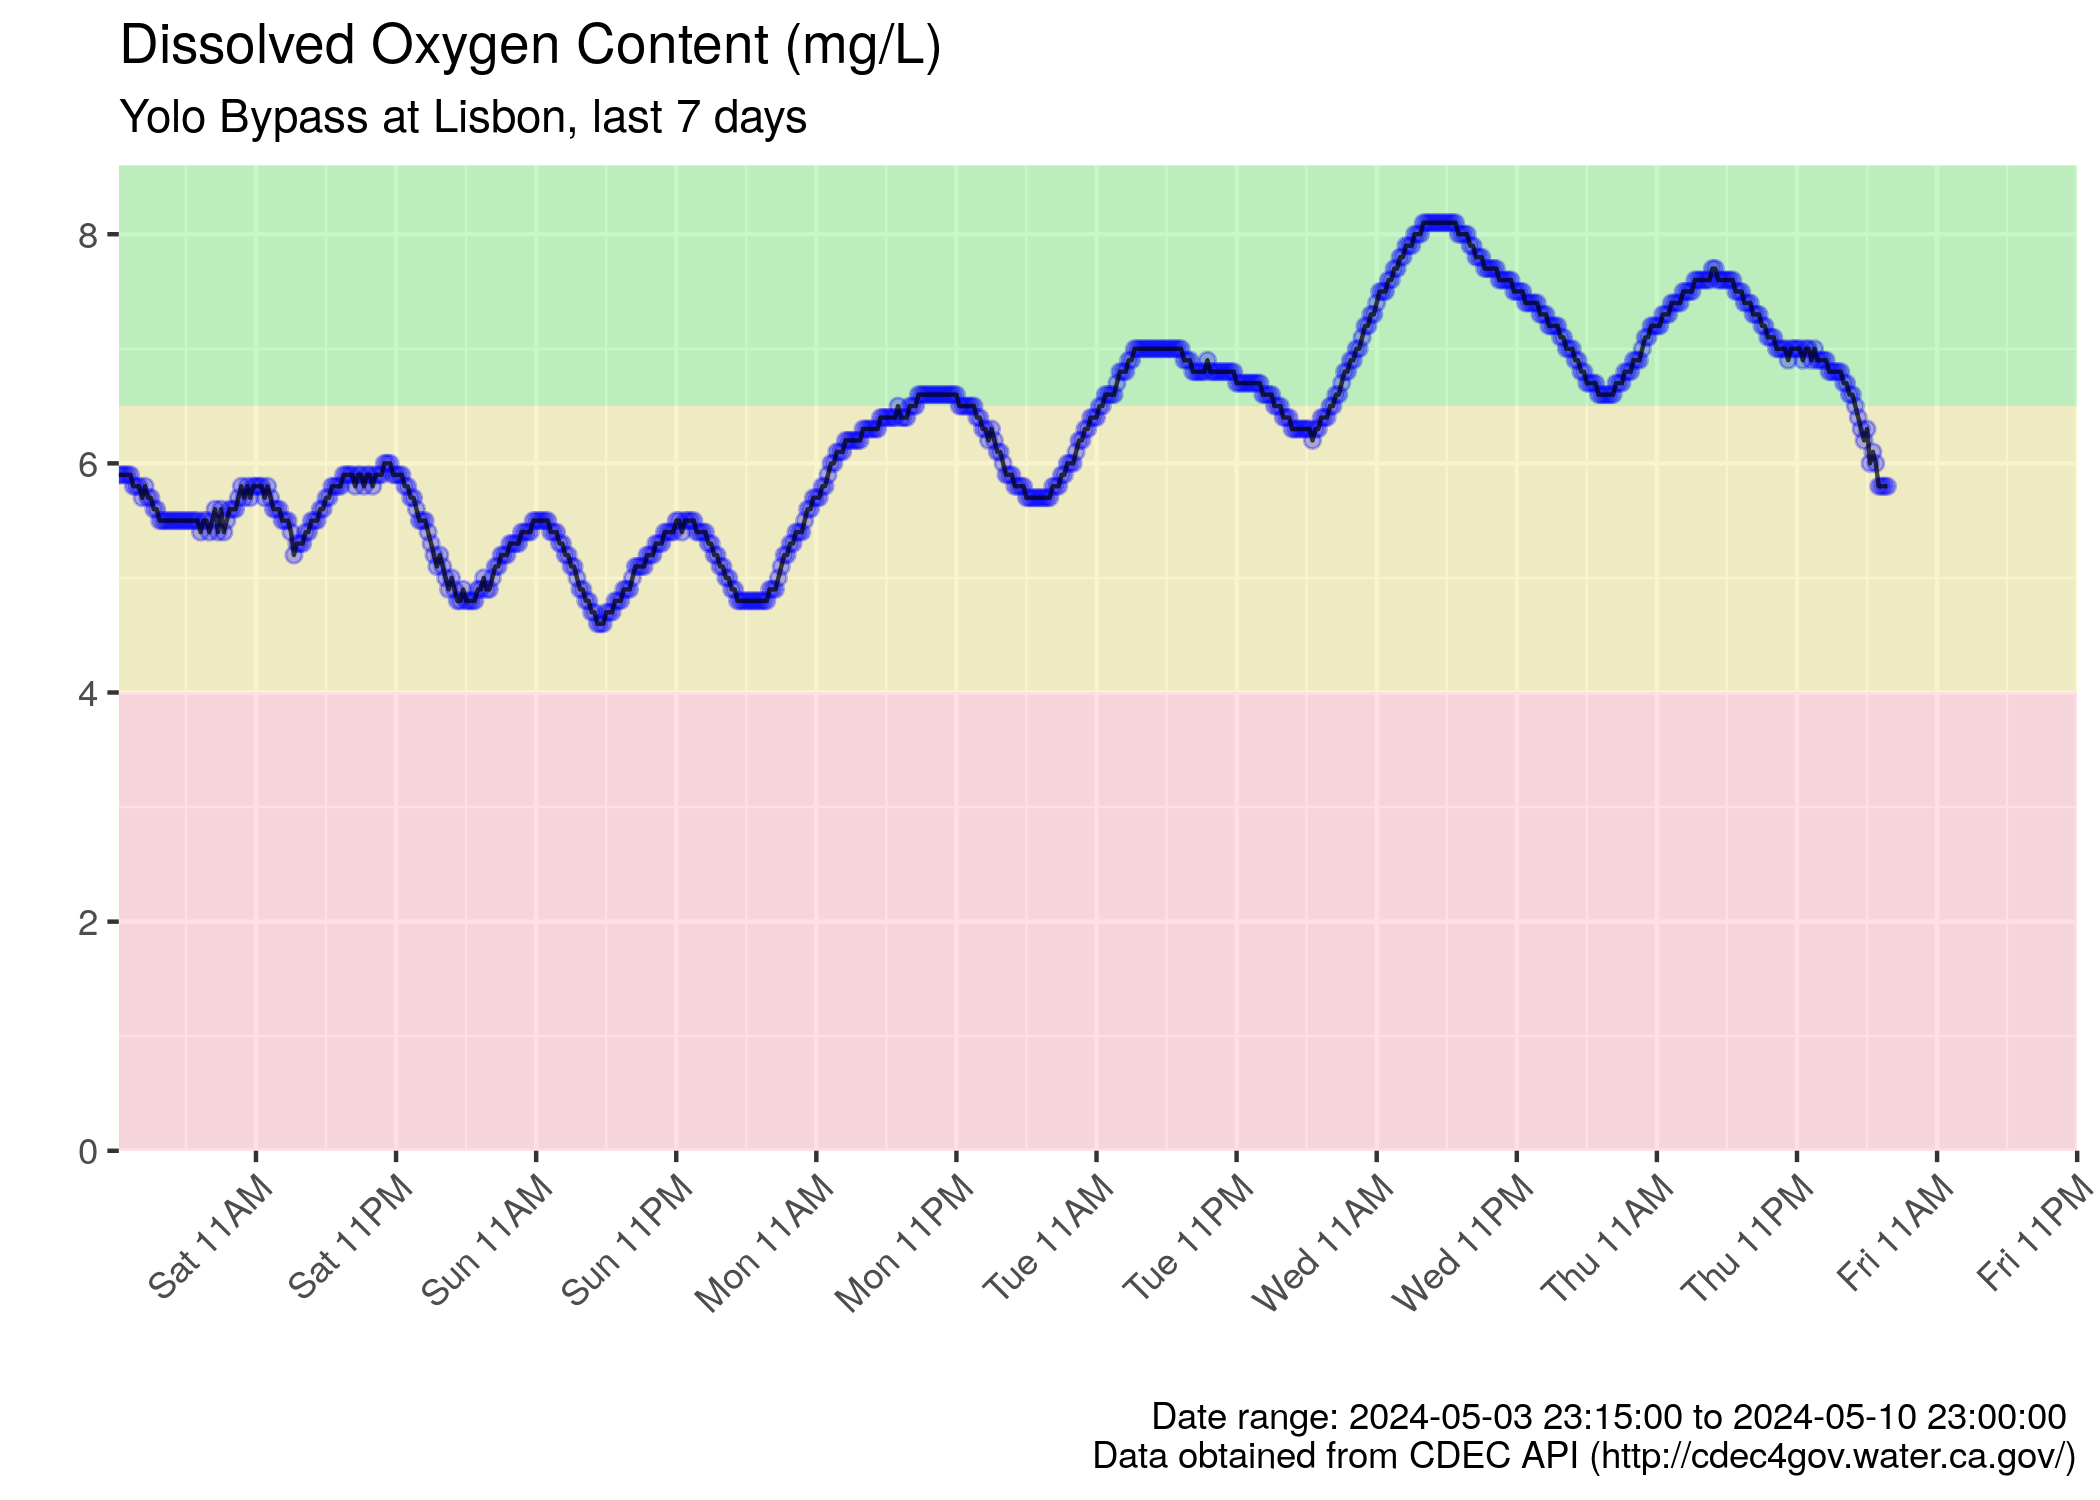 Dissolved Oxygen Content (mg/L)
Yolo Bypass at Lisbon, last 7 days
8
6
4
2
0
Sat 11AM
Sat 11PM
Sun 11AM
Sun 11PM
Mon 11AM
Mon 11PM
Tue 11AM
Tue 11PM
Wed 11AM
Wed 11PM
Thu 11AM
Thu 11PM
Fri 11AM
Fri 11PM
Date range: 2024-05-03 23:15:00 to 2024-05-10 23:00:00
Data obtained from CDEC API (http://cdec4gov.water.ca.gov/)